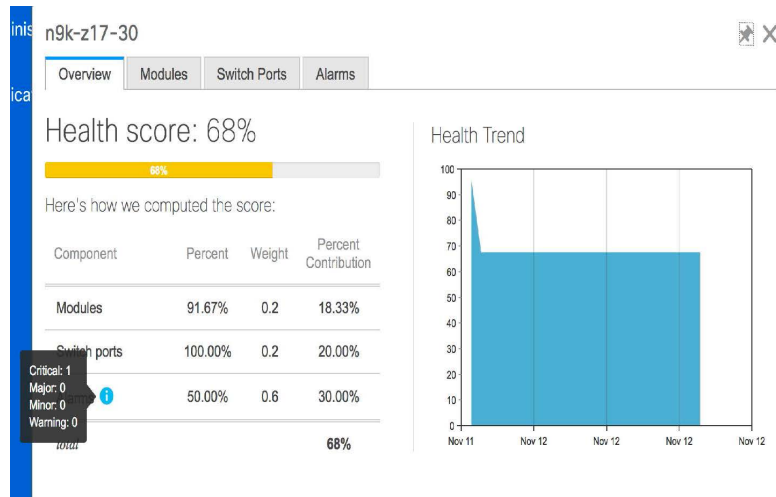 inis
n9k-z17-30
Overview Modules Switch Ports Alarms
ica
Health score: 68%
68%
Here's how we computed the score:
Component Percent Weight Percent Contribution
Modules 91.67% 0.2 18.33%
Switch ports 100.00% 0.2 20.00%
Alarms 50.00% 0.6 30.00%
total 68%
Critical: 1
Major: 0
Minor: 0
Warning: 0
Health Trend
100
90
80
70
60
50
40
30
20
10
0
Nov 11 Nov 12 Nov 12 Nov 12 Nov 12